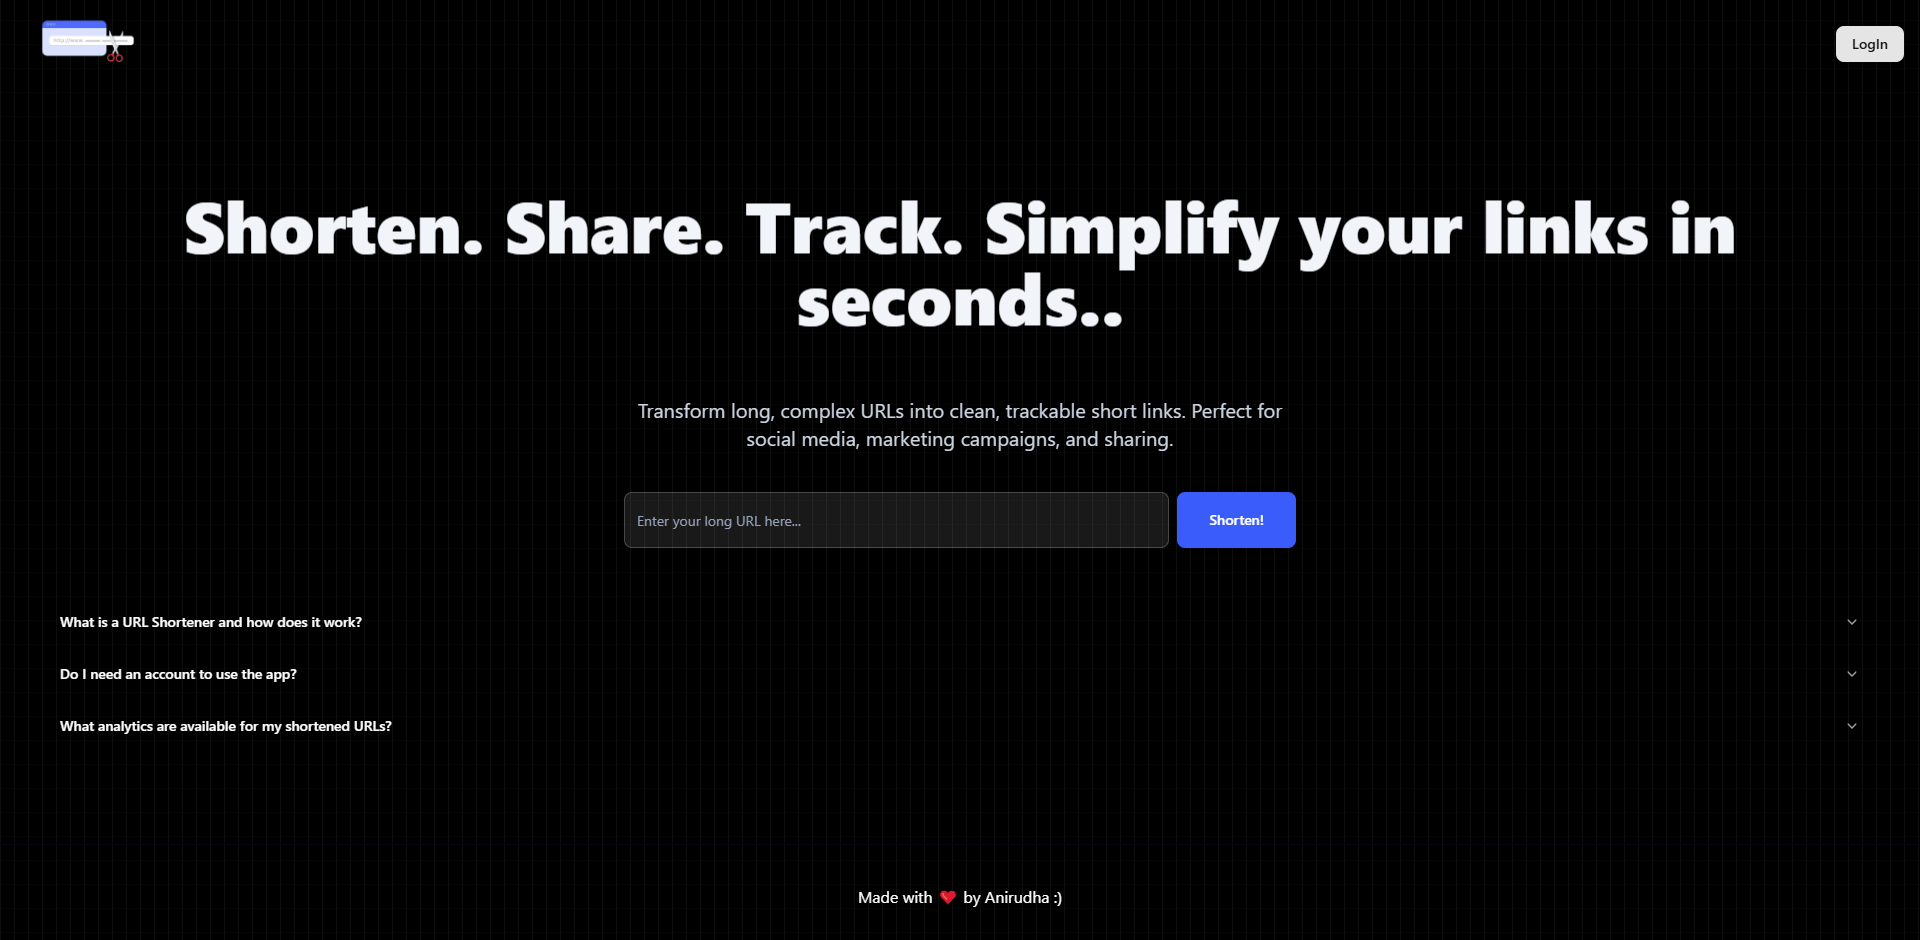 LogIn
Shorten. Share. Track. Simplify your links in
seconds..
Transform long, complex URLs into clean, trackable short links. Perfect for
social media, marketing campaigns, and sharing.
Enter your long URL here...
Shorten!
What is a URL Shortener and how does it work?
Do I need an account to use the app?
What analytics are available for my shortened URLs?
Made with ❤️ by Anirudha :)